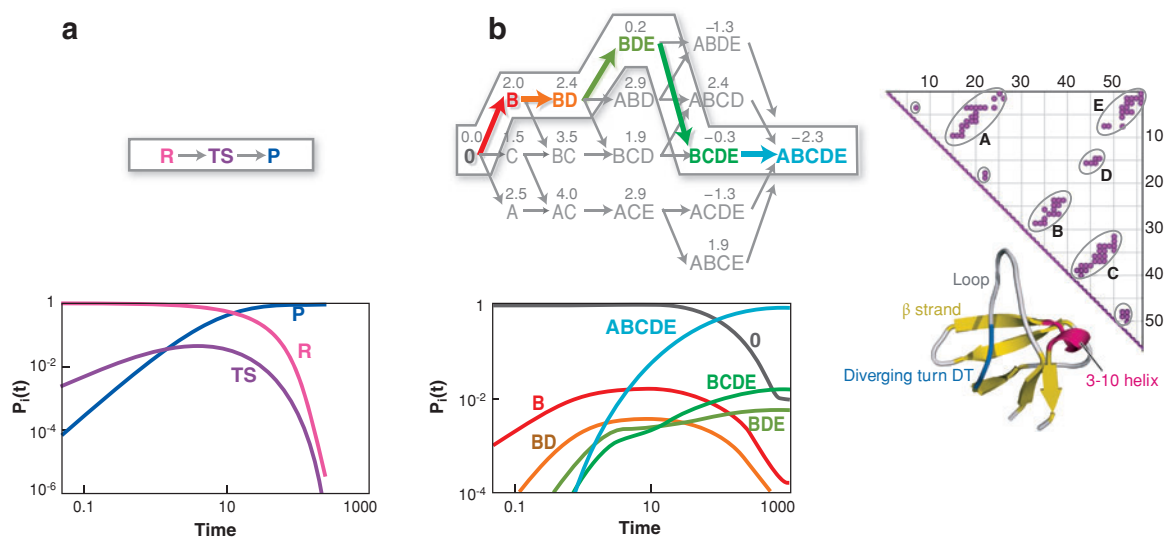 a
R → TS → P
1
10-2
10-4
10-6
Pi(t)
P
R
TS
0.1
10
1000
Time
b
0.2
BDE
−1.3
ABDE
2.0
B
2.4
BD
2.9
ABD
2.4
ABCD
0.0
0
1.5
C
3.5
BC
1.9
BCD
−0.3
BCDE
−2.3
ABCDE
2.5
A
4.0
AC
2.9
ACE
−1.3
ACDE
1.9
ABCE
1
10-2
10-4
Pi(t)
ABCDE
0
B
BCDE
BD
BDE
0.1
10
1000
Time
10 20 30 40 50
E
A
10
D
20
B
30
C
40
50
Loop
β strand
Diverging turn DT
3-10 helix